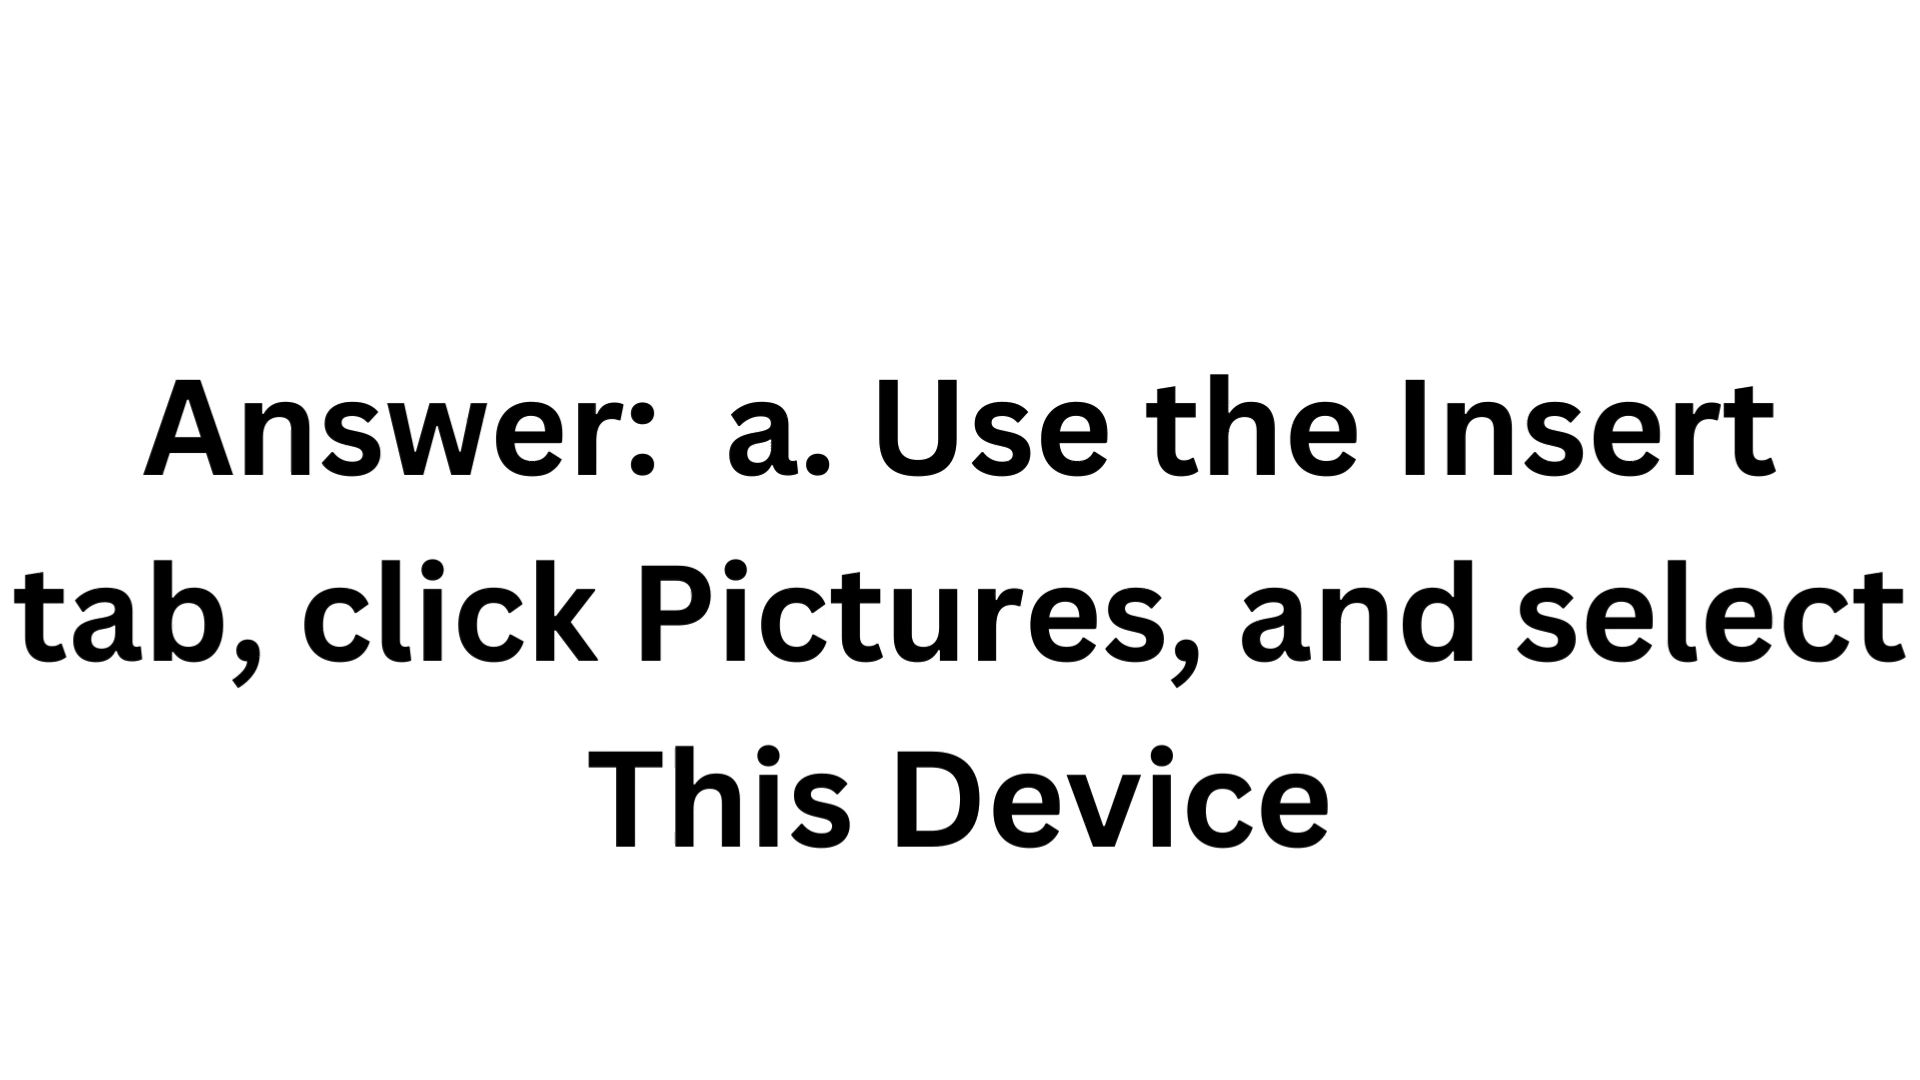 Answer:  a. Use the Insert
tab, click Pictures, and select
This Device